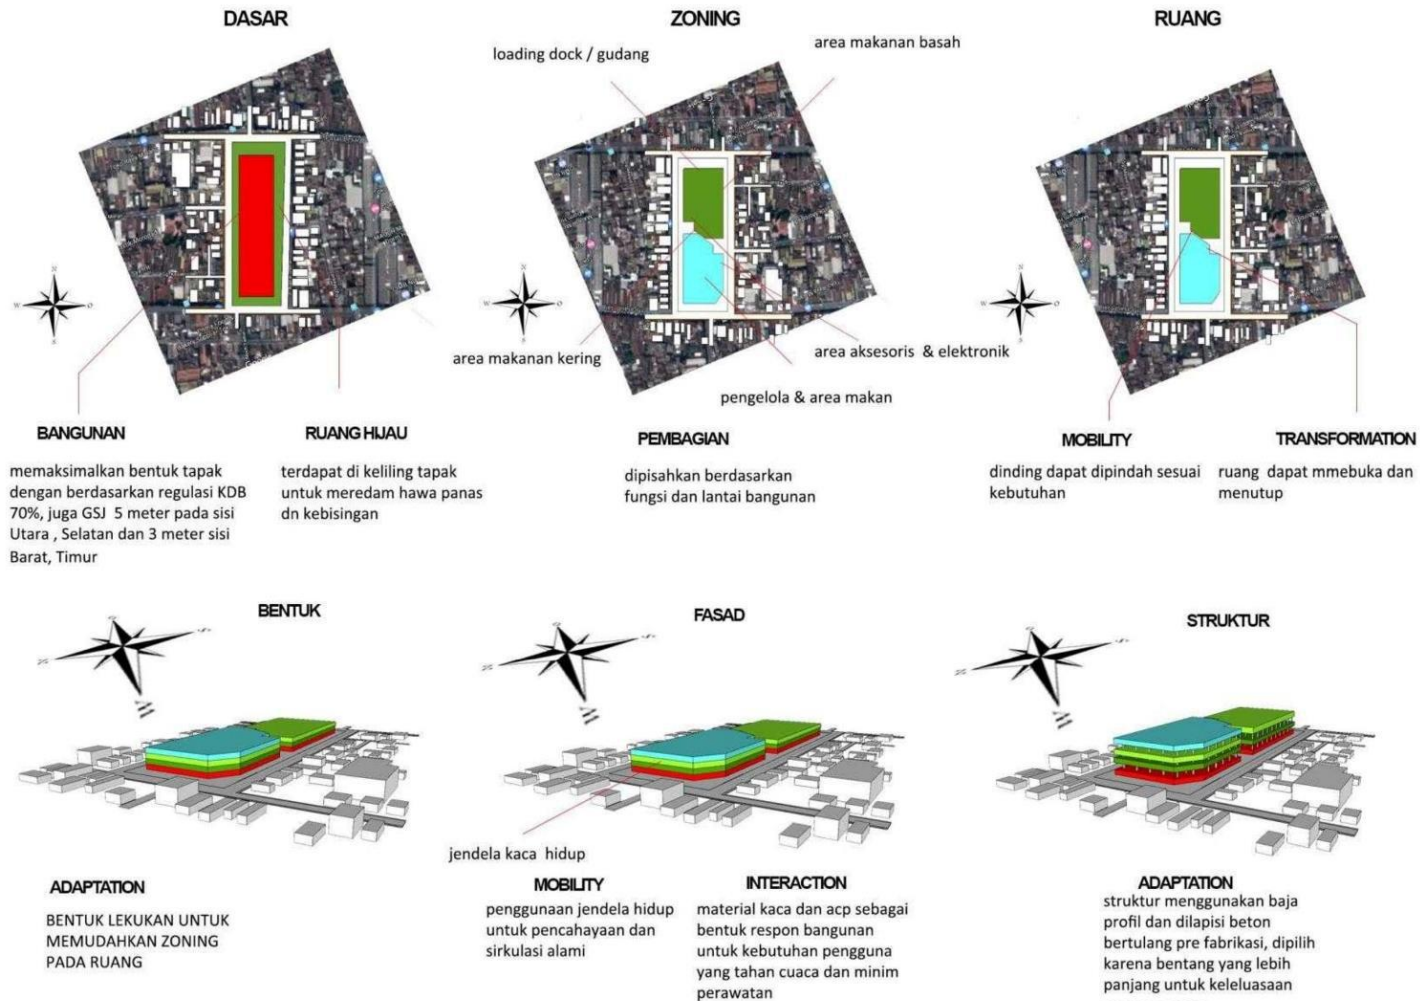 DASAR
ZONING
RUANG
loading dock / gudang
area makanan basah
area makanan kering
area aksesoris & elektronik
pengelola & area makan
BANGUNAN
memaksimalkan bentuk tapak
dengan berdasarkan regulasi KDB
70%, juga GSJ 5 meter pada sisi
Utara , Selatan dan 3 meter sisi
Barat, Timur
RUANG HIJAU
terdapat di keliling tapak
untuk meredam hawa panas
dn kebisingan
PEMBAGIAN
dipisahkan berdasarkan
fungsi dan lantai bangunan
MOBILITY
dinding dapat dipindah sesuai
kebutuhan
TRANSFORMATION
ruang dapat mmebuka dan
menutup
BENTUK
FASAD
STRUKTUR
jendela kaca hidup
ADAPTATION
BENTUK LEKUKAN UNTUK
MEMUDAHKAN ZONING
PADA RUANG
MOBILITY
penggunaan jendela hidup
untuk pencahayaan dan
sirkulasi alami
INTERACTION
material kaca dan acp sebagai
bentuk respon bangunan
untuk kebutuhan pengguna
yang tahan cuaca dan minim
perawatan
ADAPTATION
struktur menggunakan baja
profil dan dilapisi beton
bertulang pre fabrikasi, dipilih
karena bentang yang lebih
panjang untuk keleluasaan